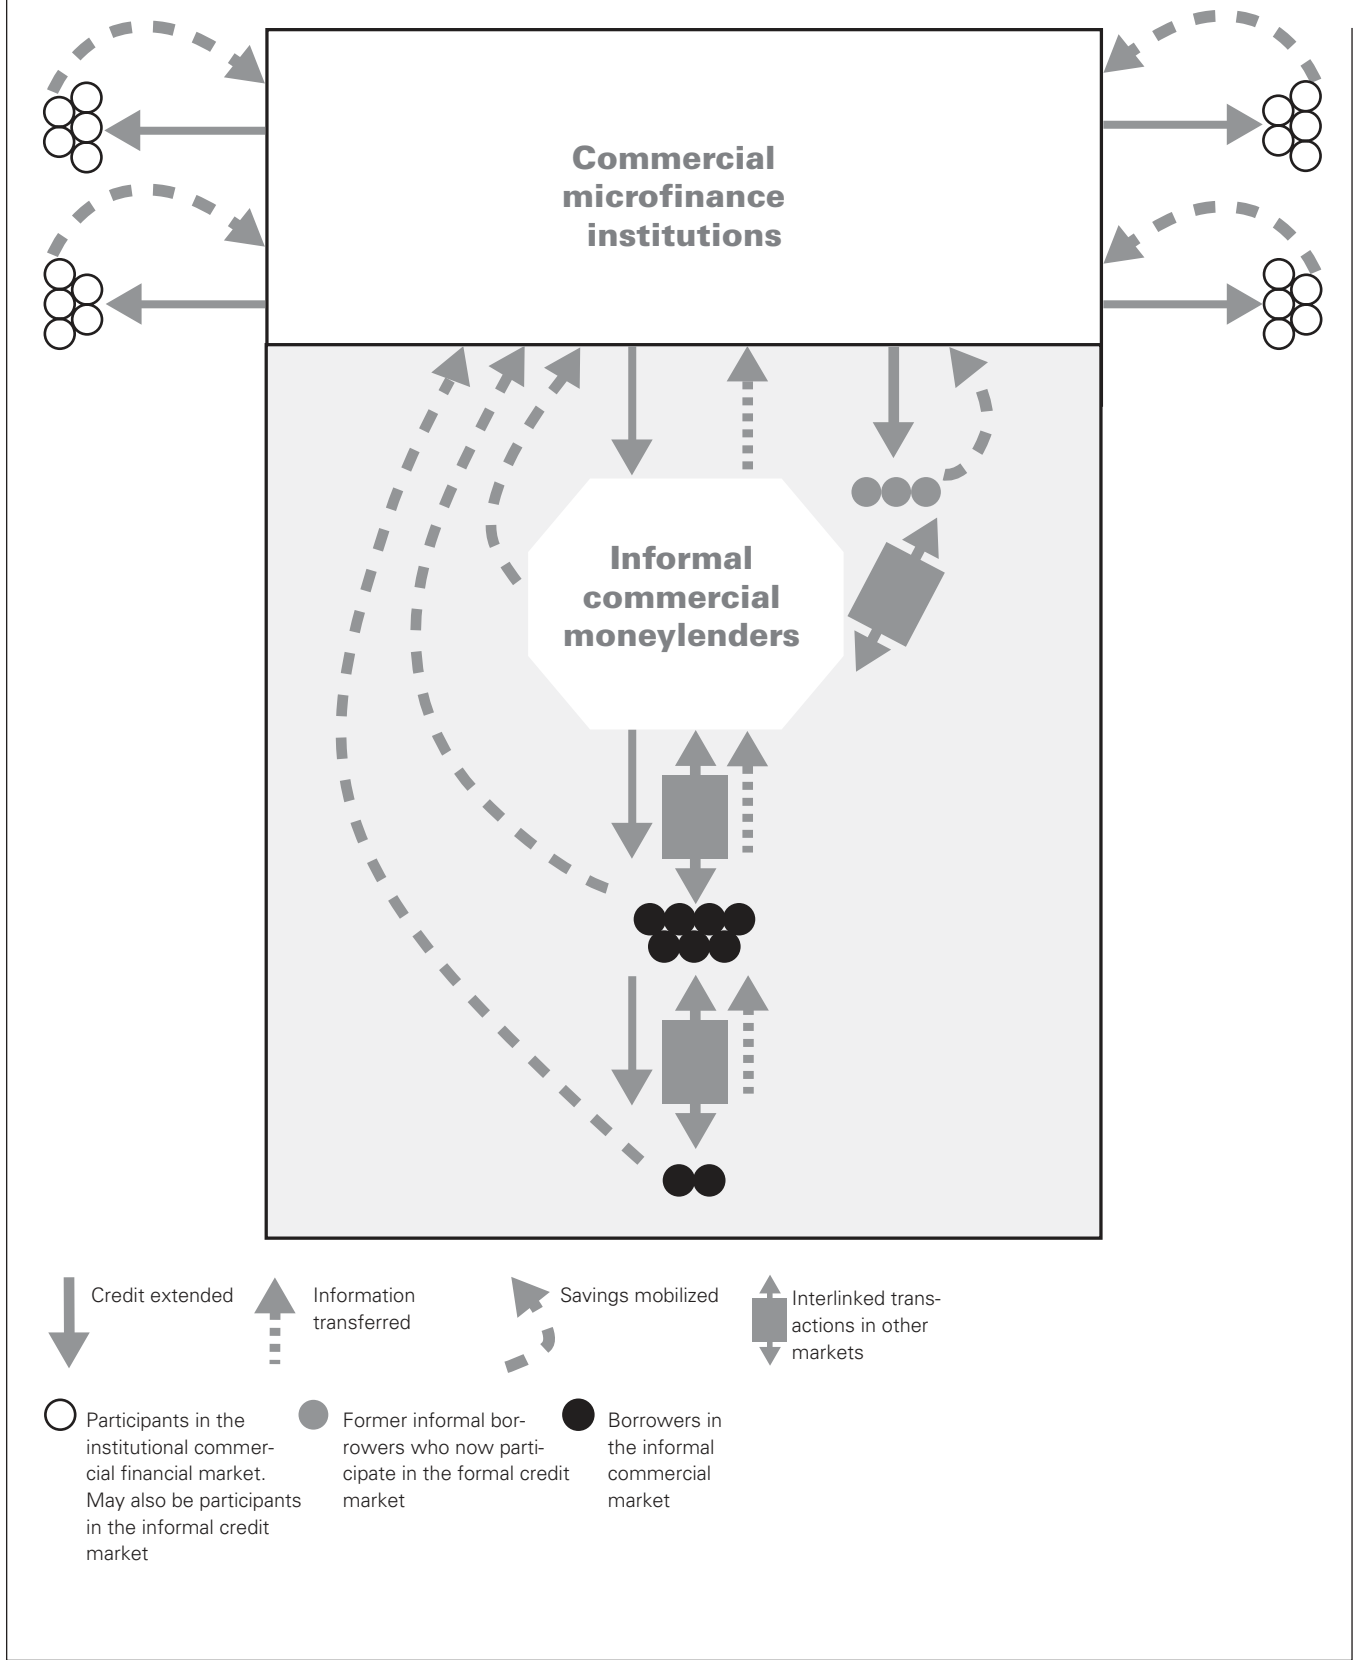 Commercial
microfinance
institutions
Informal
commercial
moneylenders
Credit extended
Information
transferred
Savings mobilized
Interlinked trans-
actions in other
markets
Participants in the
institutional commer-
cial financial market.
May also be participants
in the informal credit
market
Former informal bor-
rowers who now parti-
cipate in the formal credit
market
Borrowers in
the informal
commercial
market